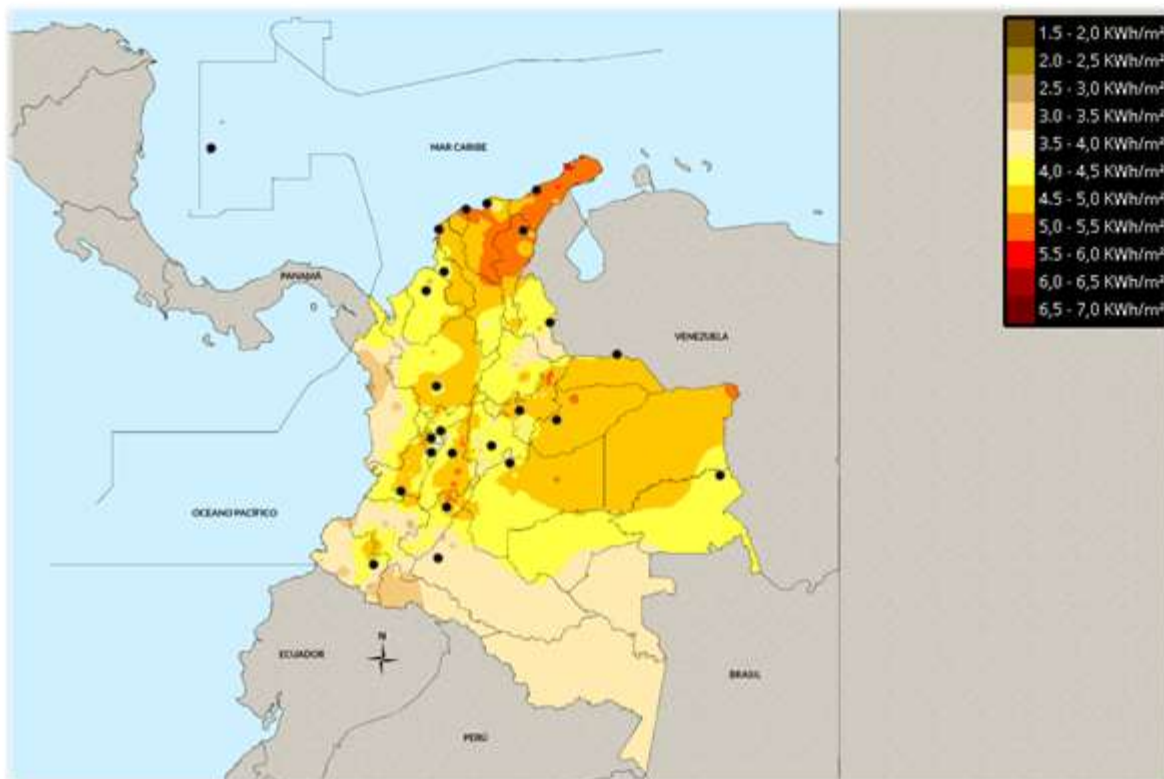 1.5 - 2,0 KWh/m²
2.0 - 2,5 KWh/m²
2.5 - 3,0 KWh/m²
3.0 - 3.5 KWh/m²
3.5 - 4,0 KWh/m²
4,0 - 4,5 KWh/m²
4.5 - 5,0 KWh/m²
5,0 - 5,5 KWh/m²
5.5 - 6,0 KWh/m²
6,0 - 6,5 KWh/m²
6,5 - 7,0 KWh/m²
MAR CARIBE
PANAMÁ
VENEZUELA
OCEANO PACÍFICO
N
ECUADOR
BRASIL
PERÚ